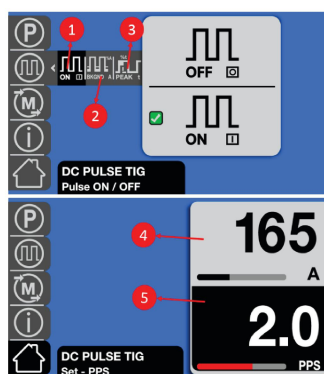 P
1
3
ON I
BKGRD A
PEAK t
2
OFF O
ON I
M
i
DC PULSE TIG
Pulse ON / OFF
P
4
165
A
M
5
2.0
PPS
i
DC PULSE TIG
Set - PPS